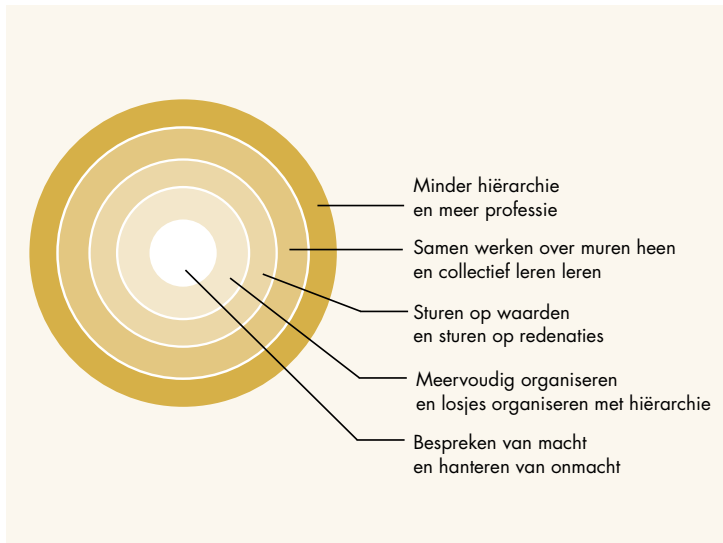 Minder hiërarchie
en meer professie
Samen werken over muren heen
en collectief leren leren
Sturen op waarden
en sturen op redenaties
Meervoudig organiseren
en losjes organiseren met hiërarchie
Bespreken van macht
en hanteren van onmacht